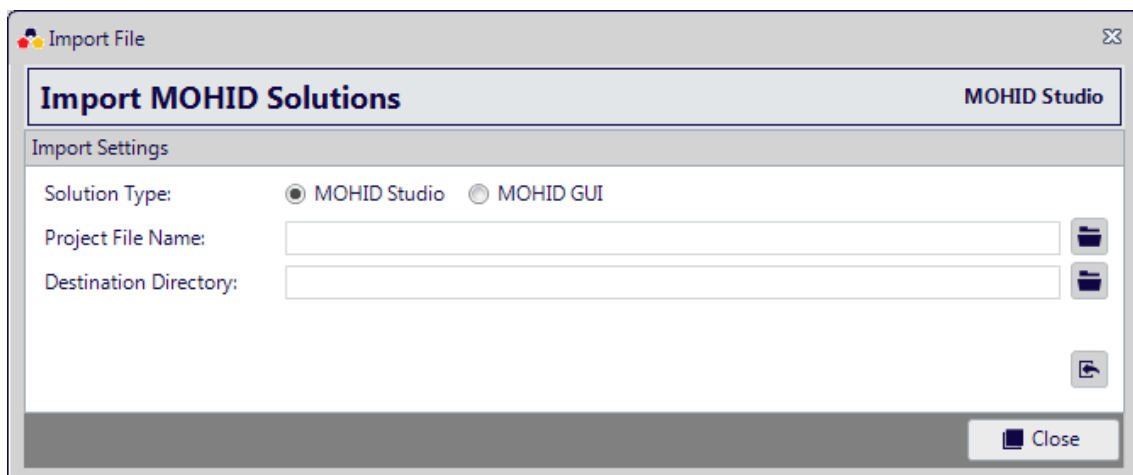 Import File
Import MOHID Solutions MOHID Studio
Import Settings
Solution Type: MOHID Studio MOHID GUI
Project File Name:
Destination Directory:
Close